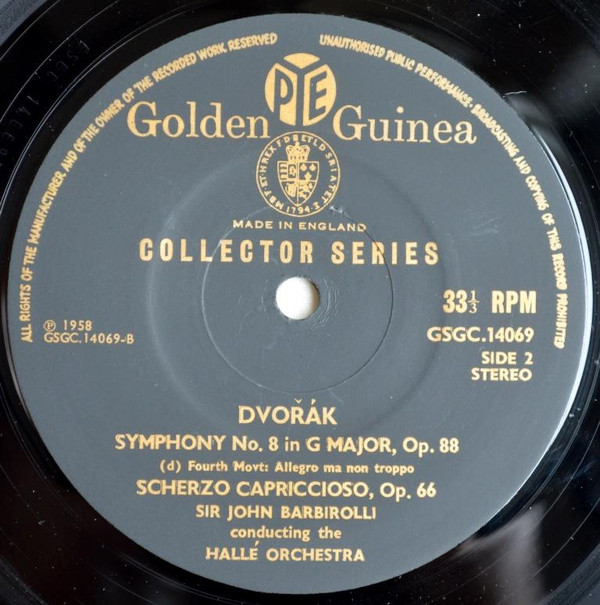 ALL RIGHTS OF THE MANUFACTURER AND OF THE OWNER OF THE RECORDED WORK RESERVED
UNAUTHORISED PUBLIC PERFORMANCE · BROADCASTING AND COPYING OF THIS RECORD PROHIBITED
PYE
Golden Guinea
MADE IN ENGLAND
COLLECTOR SERIES
33⅓ RPM
℗ 1958
GSGC.14069-B
GSGC.14069
SIDE 2
STEREO
DVOŘÁK
SYMPHONY No. 8 in G MAJOR, Op. 88
(d) Fourth Movt: Allegro ma non troppo
SCHERZO CAPRICCIOSO, Op. 66
SIR JOHN BARBIROLLI
conducting the
HALLÉ ORCHESTRA